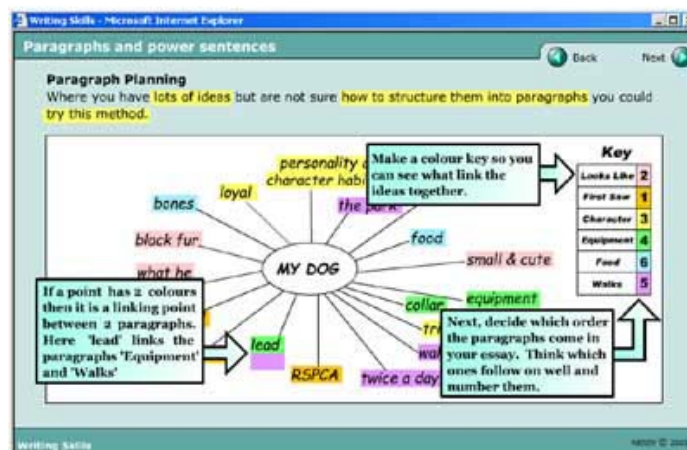 Writing Skills - Microsoft Internet Explorer
Paragraphs and power sentences
Back
Next
Paragraph Planning
Where you have lots of ideas but are not sure how to structure them into paragraphs you could
try this method.
personality
character
Make a colour key so you
can see what link the
ideas together.
Key
Looks Like 2
First Saw 1
Character 3
Equipment 4
Food 6
Walks 5
loyal
the park
bones
food
black fur
small & cute
what he
MY DOG
If a point has 2 colours
then it is a linking point
between 2 paragraphs.
Here 'lead' links the
paragraphs 'Equipment'
and 'Walks'
collar
equipment
lead
RSPCA
twice a day
Next, decide which order
the paragraphs come in
your essay. Think which
ones follow on well and
number them.
Writing Skills